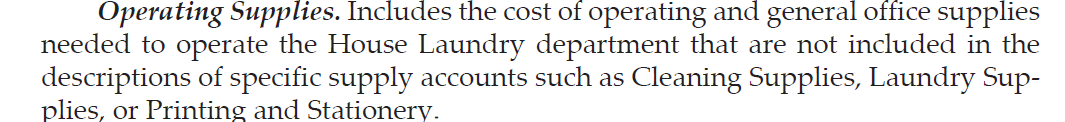 Operating Supplies. Includes the cost of operating and general office supplies
needed to operate the House Laundry department that are not included in the
descriptions of specific supply accounts such as Cleaning Supplies, Laundry Sup-
plies, or Printing and Stationery.